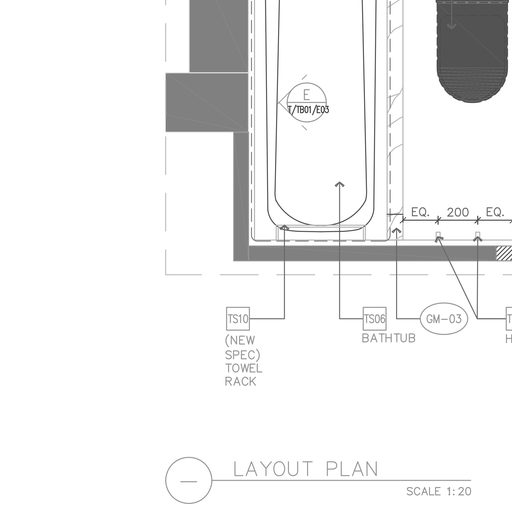 E
T/TB01/E03
EQ. 200 EQ.
TS10
TS06
GM-03
(NEW
SPEC)
TOWEL
RACK
BATHTUB
LAYOUT PLAN
SCALE 1:20